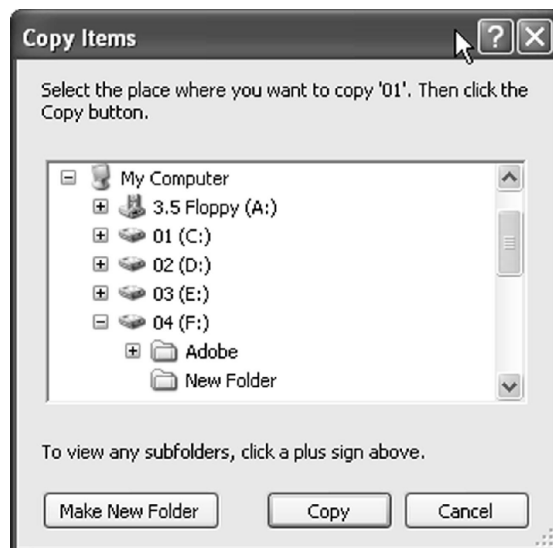 Copy Items
Select the place where you want to copy '01'. Then click the
Copy button.
My Computer
3.5 Floppy (A:)
01 (C:)
02 (D:)
03 (E:)
04 (F:)
Adobe
New Folder
To view any subfolders, click a plus sign above.
Make New Folder Copy Cancel